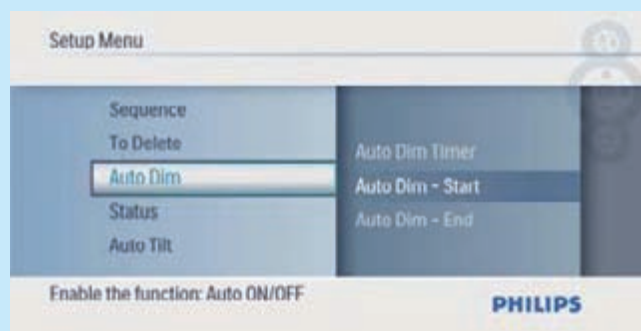 Setup Menu
Sequence
To Delete
Auto Dim
Status
Auto Tilt
Auto Dim Timer
Auto Dim - Start
Auto Dim - End
Enable the function: Auto ON/OFF
PHILIPS